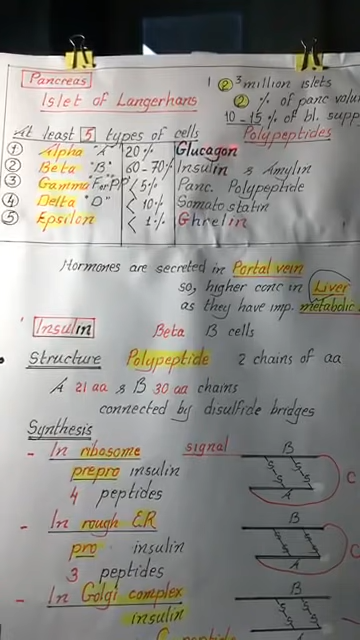 Pancreas
1 - 3 million islets
Islet of Langerhans
2 % of panc volu
10 - 15 % of bl. supp
At least 5 types of cells
Polypeptides
1 Alpha "A" 20 % Glucagon
2 Beta "B" 60 - 70 % Insulin & Amylin
3 Gamma "F or PP" < 5 % Panc. Polypeptide
4 Delta "D" < 10 % Somatostatin
5 Epsilon < 1 % Ghrelin
Hormones are secreted in Portal vein
so, higher conc in Liver
as they have imp. metabolic
Insulin Beta B cells
Structure Polypeptide 2 chains of aa
A 21 aa & B 30 aa chains
connected by disulfide bridges
Synthesis
- In ribosome signal B
prepro insulin S S S S C
4 peptides A
- In rough ER B
pro insulin S S S S C
3 peptides A
- In Golgi complex B
insulin S S S S